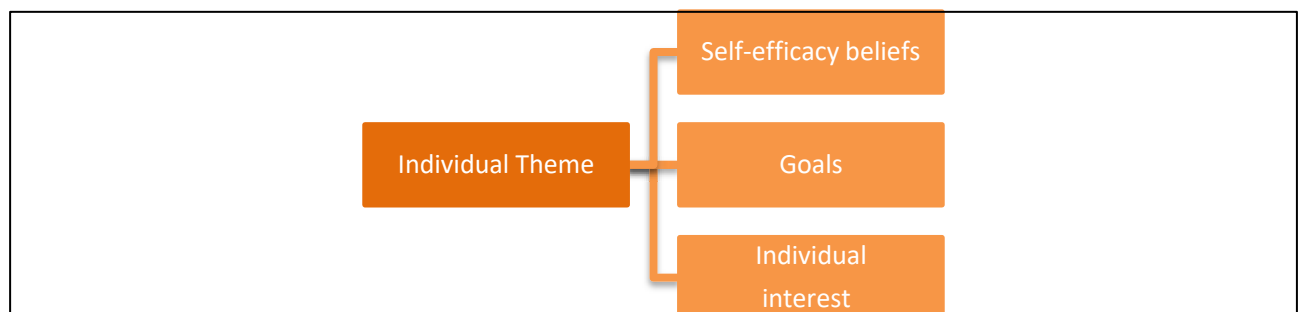 Self-efficacy beliefs
Individual Theme
Goals
Individual
interest